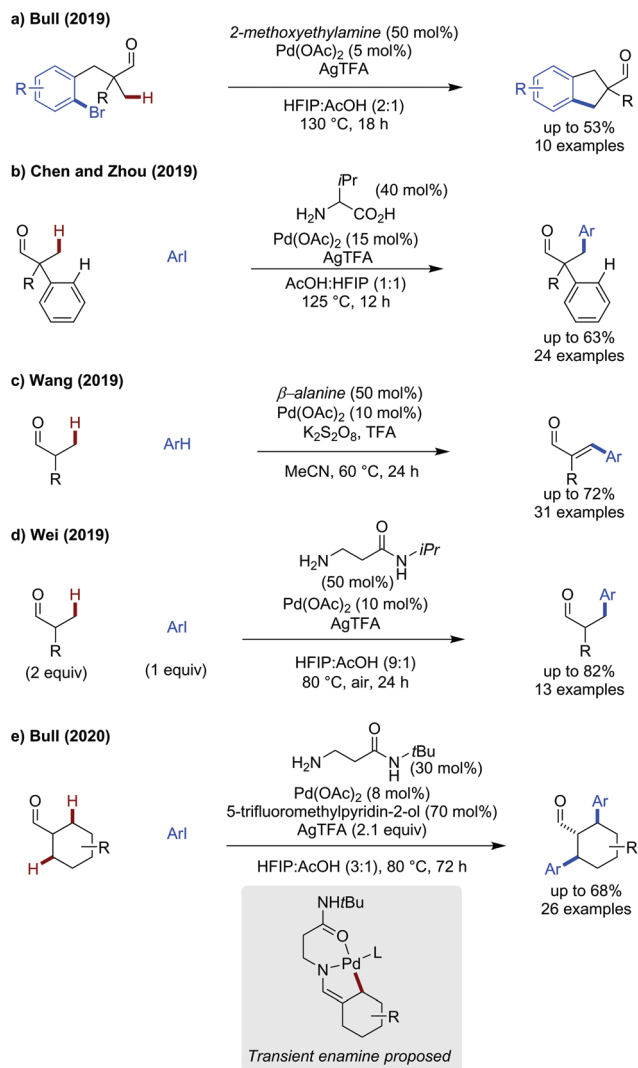 a) Bull (2019)
2-methoxyethylamine (50 mol%)
Pd(OAc)2 (5 mol%)
AgTFA
HFIP:AcOH (2:1)
130 °C, 18 h
O
R
R
H
Br
O
R
R
up to 53%
10 examples
b) Chen and Zhou (2019)
iPr
(40 mol%)
H2N
CO2H
Pd(OAc)2 (15 mol%)
AgTFA
AcOH:HFIP (1:1)
125 °C, 12 h
O
H
H
R
ArI
O
Ar
H
R
up to 63%
24 examples
c) Wang (2019)
β–alanine (50 mol%)
Pd(OAc)2 (10 mol%)
K2S2O8, TFA
MeCN, 60 °C, 24 h
O
H
R
ArH
O
Ar
R
up to 72%
31 examples
d) Wei (2019)
O
H2N
N
H
iPr
(50 mol%)
Pd(OAc)2 (10 mol%)
AgTFA
HFIP:AcOH (9:1)
80 °C, air, 24 h
O
H
R
(2 equiv)
ArI
(1 equiv)
O
Ar
R
up to 82%
13 examples
e) Bull (2020)
O
H2N
N
H
tBu
(30 mol%)
Pd(OAc)2 (8 mol%)
5-trifluoromethylpyridin-2-ol (70 mol%)
AgTFA (2.1 equiv)
HFIP:AcOH (3:1), 80 °C, 72 h
O
H
R
H
ArI
O
Ar
R
Ar
up to 68%
26 examples
NHtBu
O
Pd
L
N
R
Transient enamine proposed